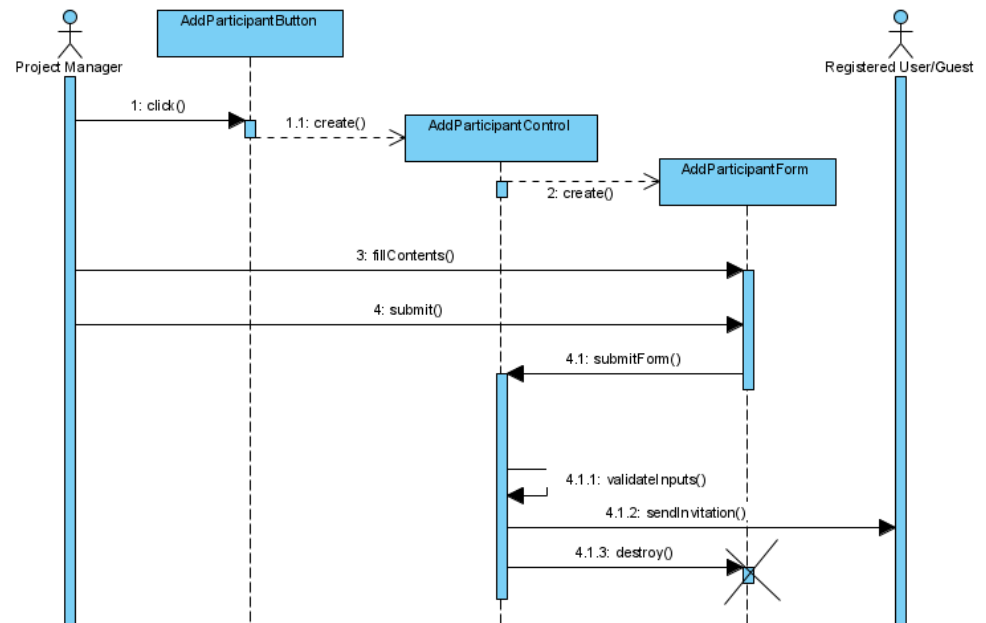 AddParticipantButton
Project Manager
Registered User/Guest
1: click()
1.1: create()
AddParticipantControl
AddParticipantForm
2: create()
3: fillContents()
4: submit()
4.1: submitForm()
4.1.1: validateInputs()
4.1.2: sendInvitation()
4.1.3: destroy()